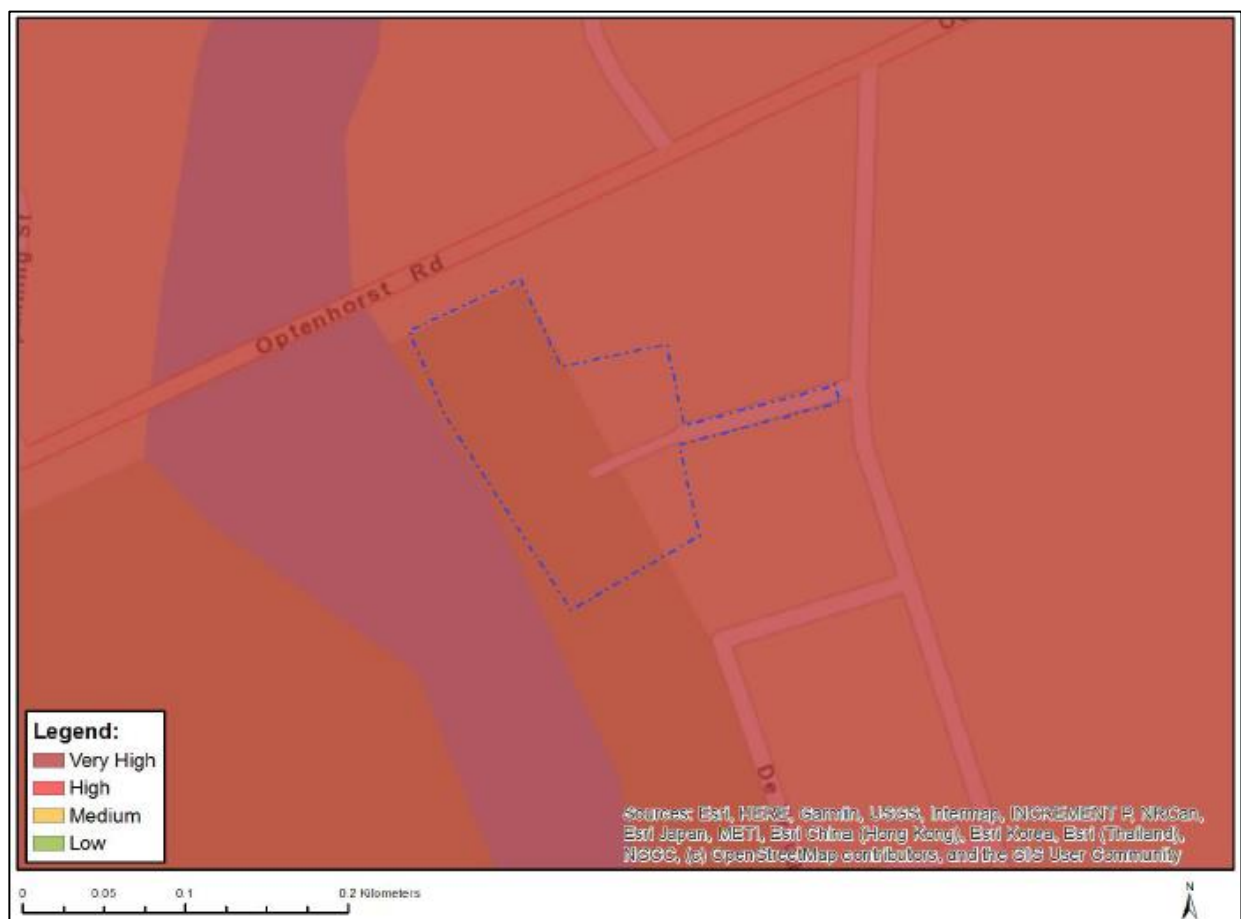 Optenhorst Rd
Legend:
Very High
High
Medium
Low
De
Sources: Esri, HERE, Garmin, USGS, Intermap, INCREMENT P, NRCan,
Esri Japan, METI, Esri China (Hong Kong), Esri Korea, Esri (Thailand),
NGCC, (c) OpenStreetMap contributors, and the GIS User Community
0 0.05 0.1 0.2 Kilometers
N